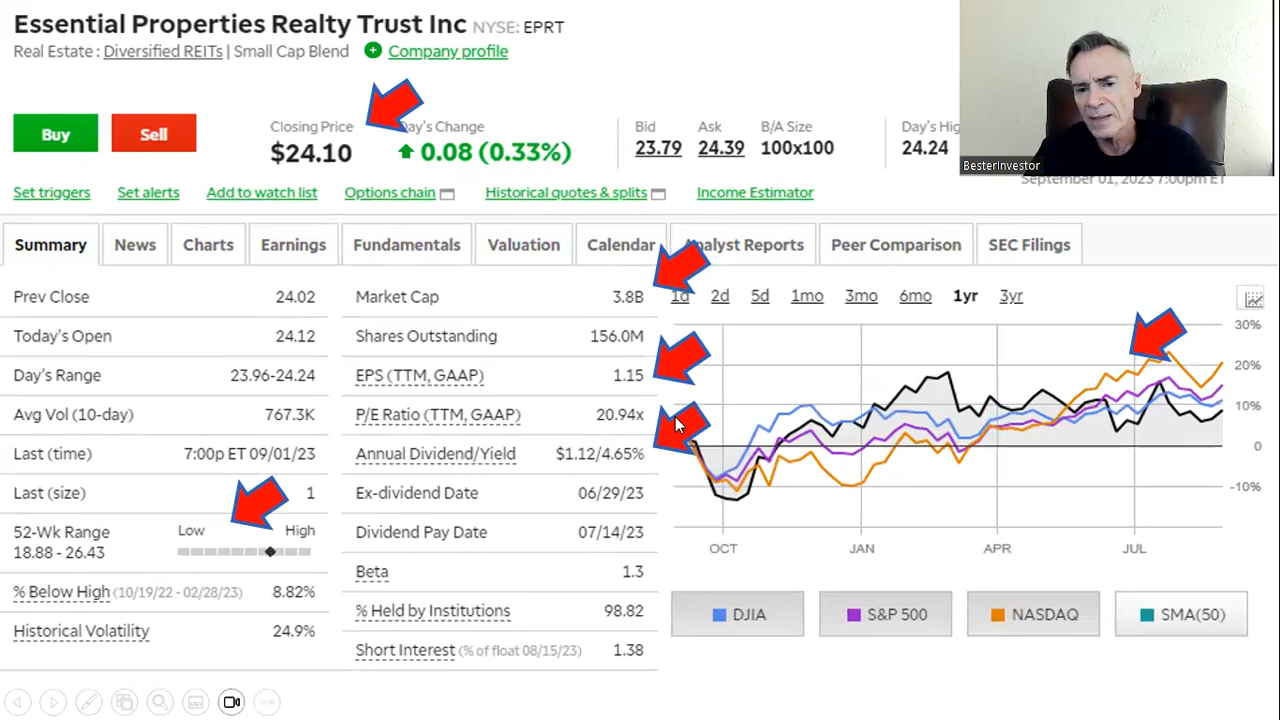 Essential Properties Realty Trust Inc NYSE: EPRT
Real Estate : Diversified REITs | Small Cap Blend Company profile
Buy
Sell
Closing Price
$24.10
Day's Change
0.08 (0.33%)
Bid
23.79
Ask
24.39
B/A Size
100x100
Day's Hig
24.24
BesterInvestor
September 01, 2023 7:00pm ET
Set triggers
Set alerts
Add to watch list
Options chain
Historical quotes & splits
Income Estimator
Summary
News
Charts
Earnings
Fundamentals
Valuation
Calendar
Analyst Reports
Peer Comparison
SEC Filings
Prev Close 24.02
Today's Open 24.12
Day's Range 23.96-24.24
Avg Vol (10-day) 767.3K
Last (time) 7:00p ET 09/01/23
Last (size) 1
52-Wk Range Low High
18.88 - 26.43
% Below High (10/19/22 - 02/28/23) 8.82%
Historical Volatility 24.9%
Market Cap 3.8B
Shares Outstanding 156.0M
EPS (TTM, GAAP) 1.15
P/E Ratio (TTM, GAAP) 20.94x
Annual Dividend/Yield $1.12/4.65%
Ex-dividend Date 06/29/23
Dividend Pay Date 07/14/23
Beta 1.3
% Held by Institutions 98.82
Short Interest (% of float 08/15/23) 1.38
1d 2d 5d 1mo 3mo 6mo 1yr 3yr
30%
20%
10%
0
-10%
OCT JAN APR JUL
DJIA
S&P 500
NASDAQ
SMA(50)